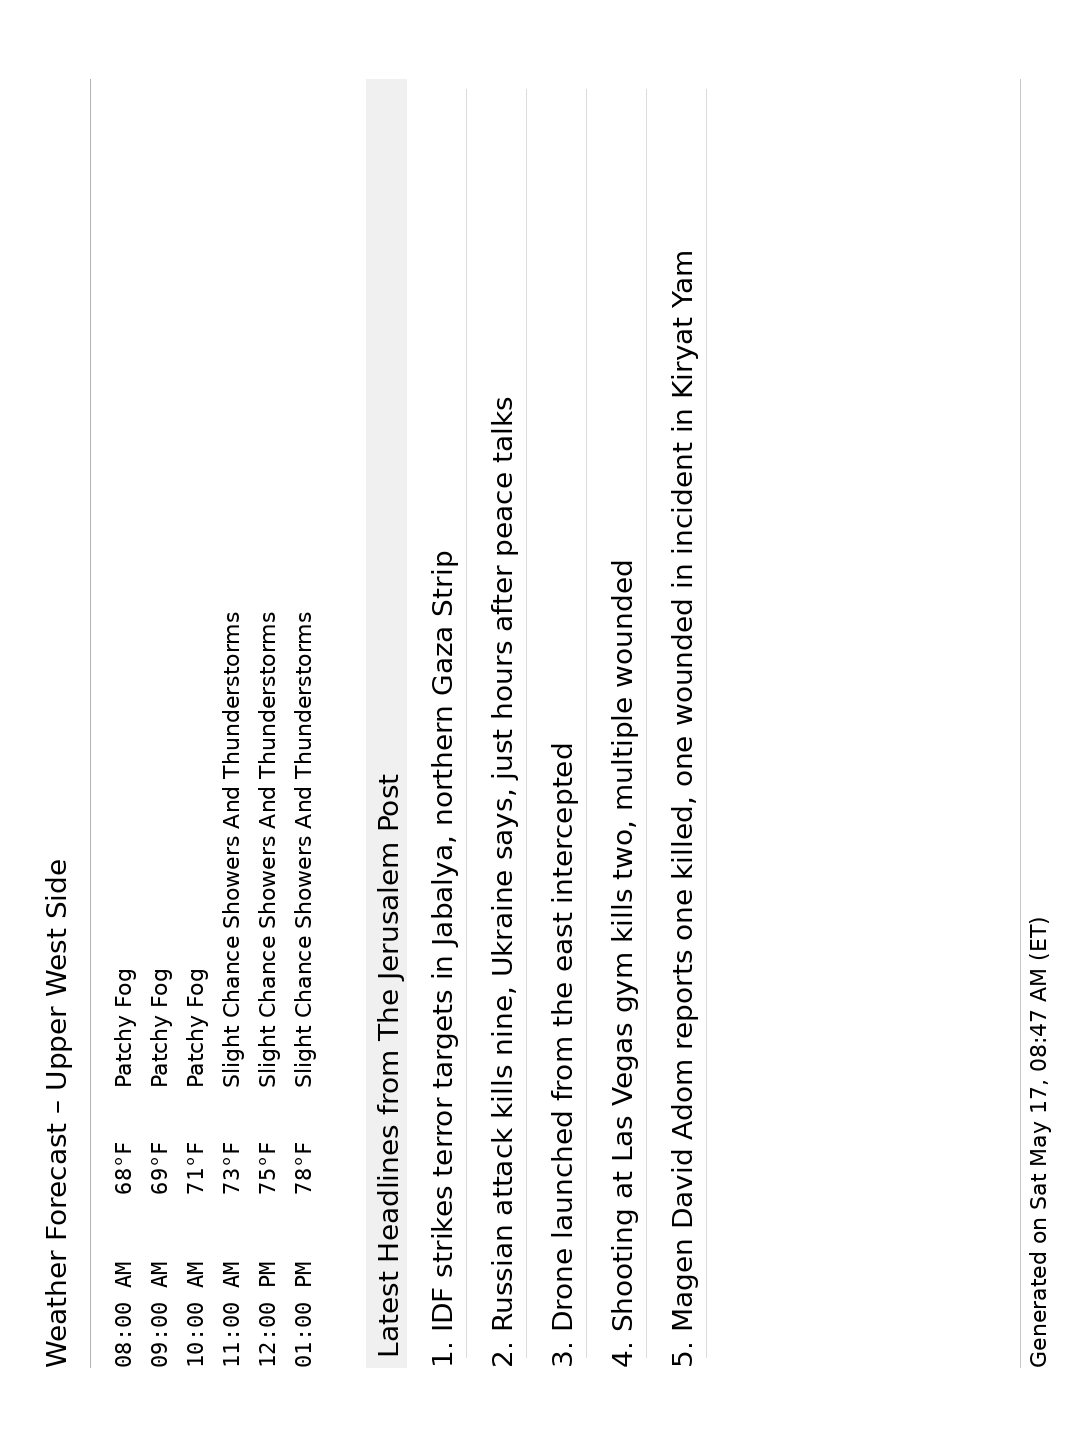 Weather Forecast – Upper West Side
08:00 AM 68°F Patchy Fog
09:00 AM 69°F Patchy Fog
10:00 AM 71°F Patchy Fog
11:00 AM 73°F Slight Chance Showers And Thunderstorms
12:00 PM 75°F Slight Chance Showers And Thunderstorms
01:00 PM 78°F Slight Chance Showers And Thunderstorms
Latest Headlines from The Jerusalem Post
1. IDF strikes terror targets in Jabalya, northern Gaza Strip
2. Russian attack kills nine, Ukraine says, just hours after peace talks
3. Drone launched from the east intercepted
4. Shooting at Las Vegas gym kills two, multiple wounded
5. Magen David Adom reports one killed, one wounded in incident in Kiryat Yam
Generated on Sat May 17, 08:47 AM (ET)